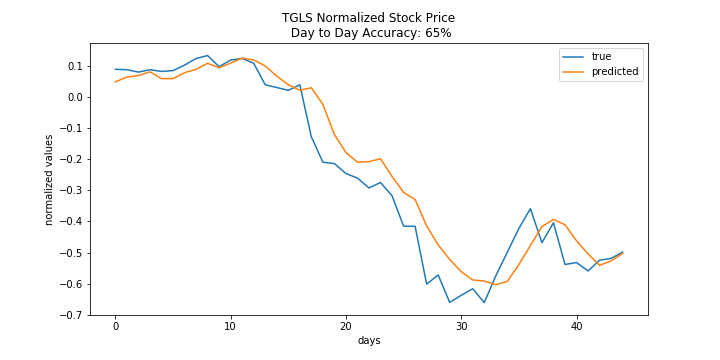 TGLS Normalized Stock Price
Day to Day Accuracy: 65%
true
predicted
0.1
0.0
−0.1
−0.2
−0.3
−0.4
−0.5
−0.6
−0.7
normalized values
0 10 20 30 40
days